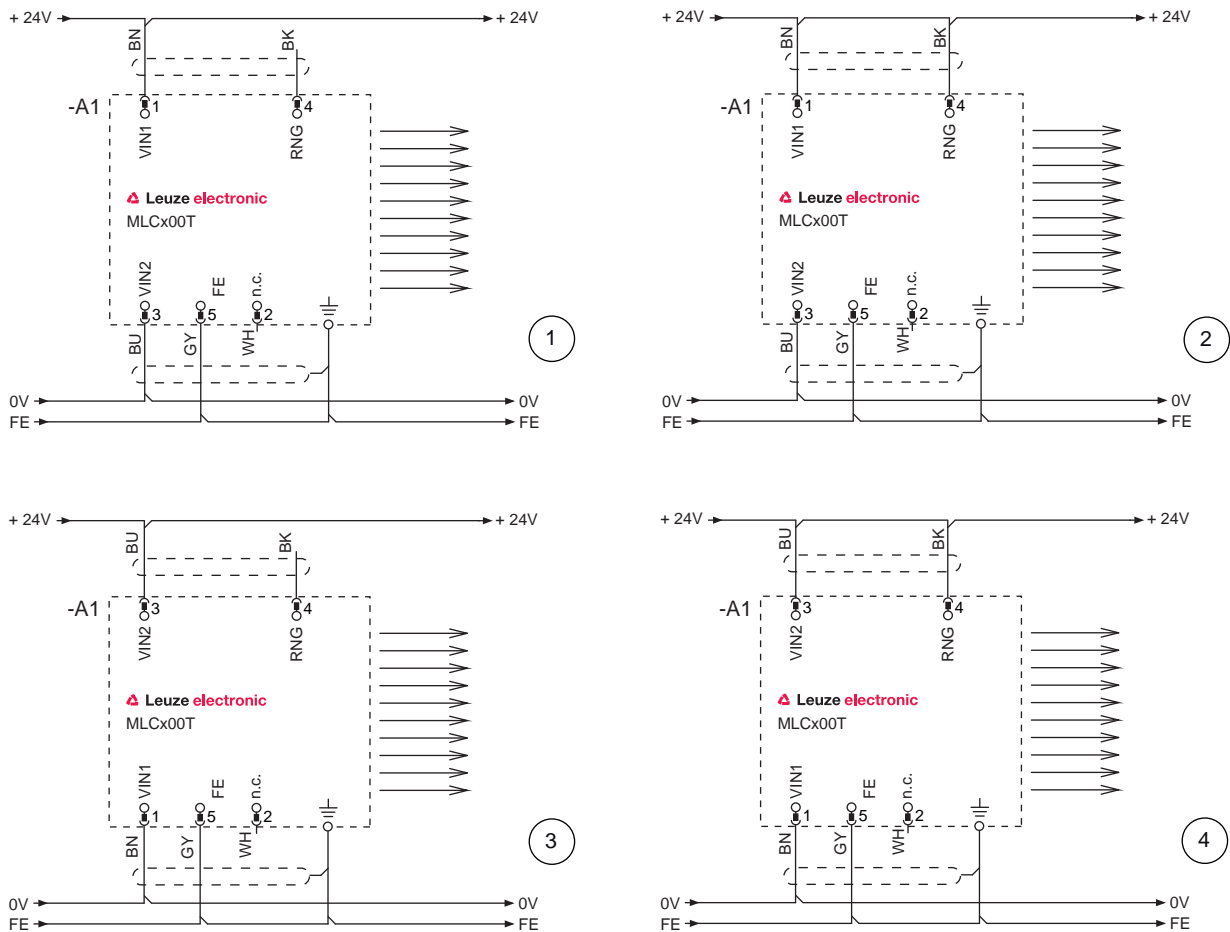 + 24V
+ 24V
BN
BK
-A1
1
4
VIN1
RNG
Leuze electronic
MLCx00T
VIN2
FE
n.c.
3
5
2
BU
GY
WH
1
0V
0V
FE
FE
+ 24V
+ 24V
BN
BK
-A1
1
4
VIN1
RNG
Leuze electronic
MLCx00T
VIN2
FE
n.c.
3
5
2
BU
GY
WH
2
0V
0V
FE
FE
+ 24V
+ 24V
BU
BK
-A1
3
4
VIN2
RNG
Leuze electronic
MLCx00T
VIN1
FE
n.c.
1
5
2
BN
GY
WH
3
0V
0V
FE
FE
+ 24V
+ 24V
BU
BK
-A1
3
4
VIN2
RNG
Leuze electronic
MLCx00T
VIN1
FE
n.c.
1
5
2
BN
GY
WH
4
0V
0V
FE
FE